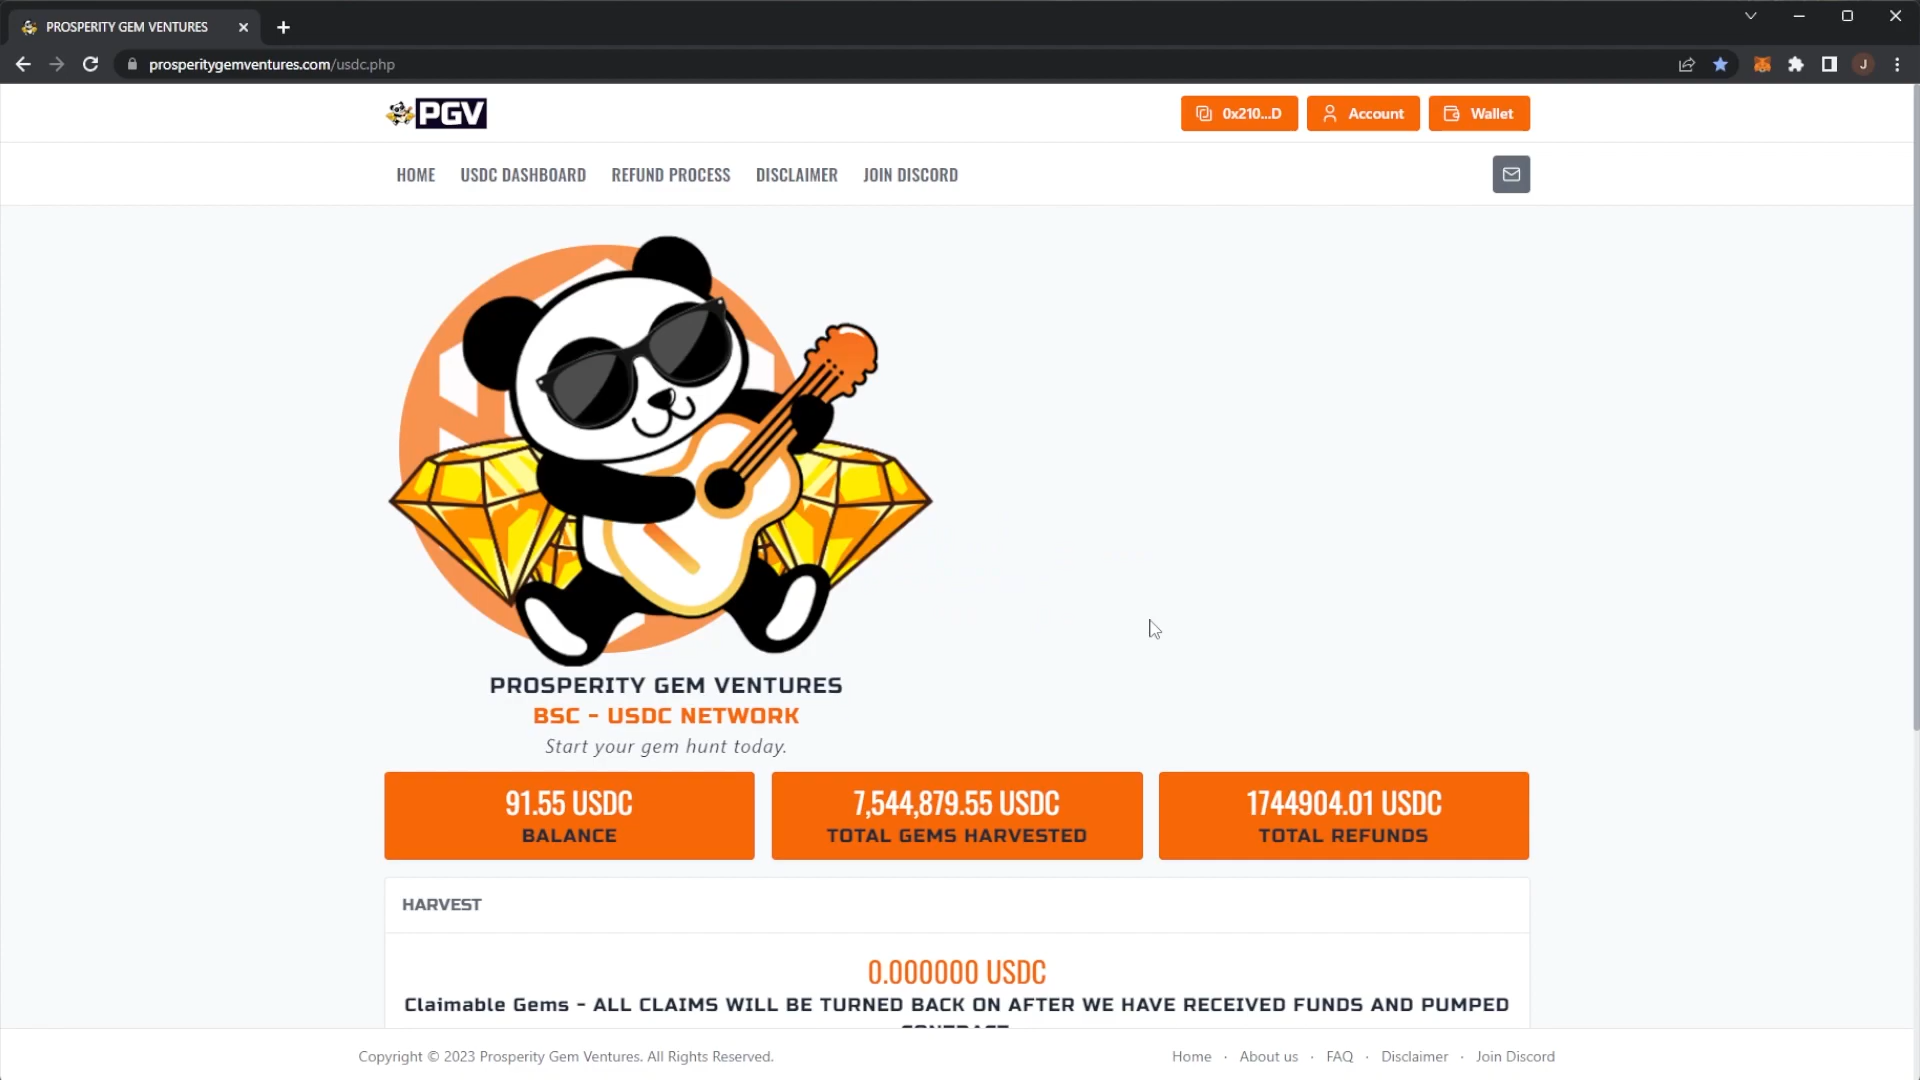 PROSPERITY GEM VENTURES
prosperitygemventures.com/usdc.php
J
PGV
0x210...D
Account
Wallet
HOME
USDC DASHBOARD
REFUND PROCESS
DISCLAIMER
JOIN DISCORD
PROSPERITY GEM VENTURES
BSC - USDC NETWORK
Start your gem hunt today.
91.55 USDC
BALANCE
7,544,879.55 USDC
TOTAL GEMS HARVESTED
1744904.01 USDC
TOTAL REFUNDS
HARVEST
0.000000 USDC
Claimable Gems - ALL CLAIMS WILL BE TURNED BACK ON AFTER WE HAVE RECEIVED FUNDS AND PUMPED
Copyright © 2023 Prosperity Gem Ventures. All Rights Reserved.
Home · About us · FAQ · Disclaimer · Join Discord